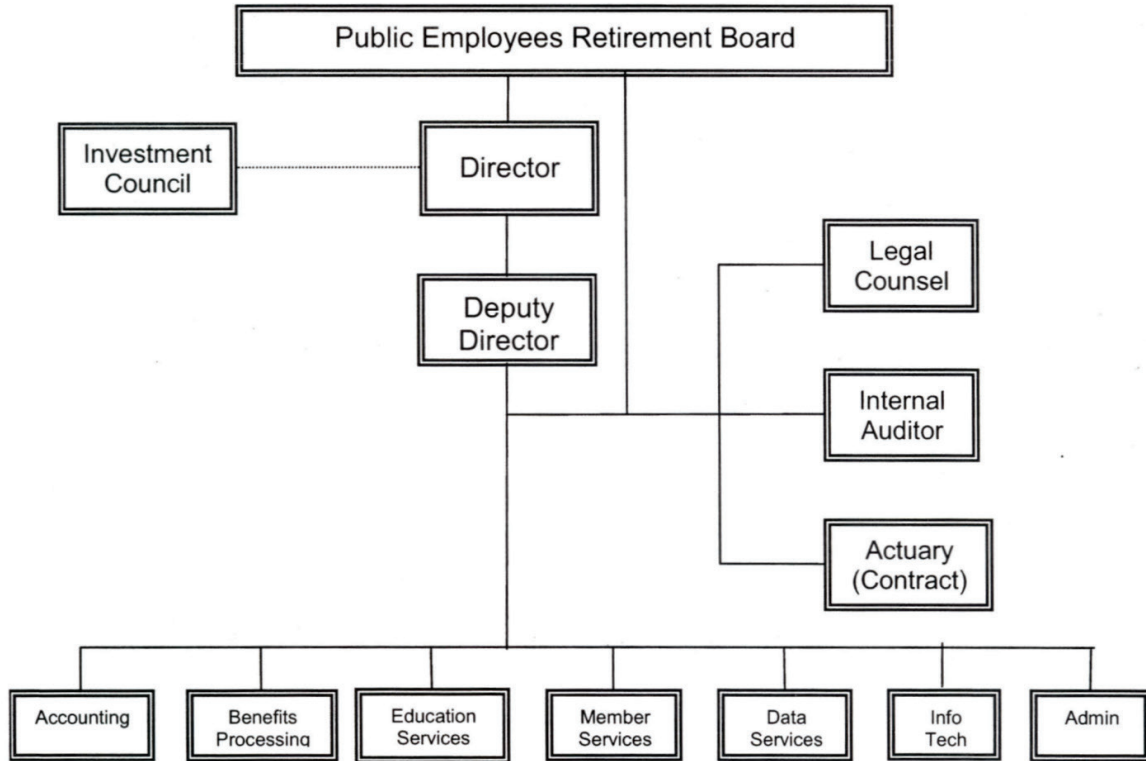 Public Employees Retirement Board
Investment
Council
Director
Deputy
Director
Legal
Counsel
Internal
Auditor
Actuary
(Contract)
Accounting
Benefits
Processing
Education
Services
Member
Services
Data
Services
Info
Tech
Admin